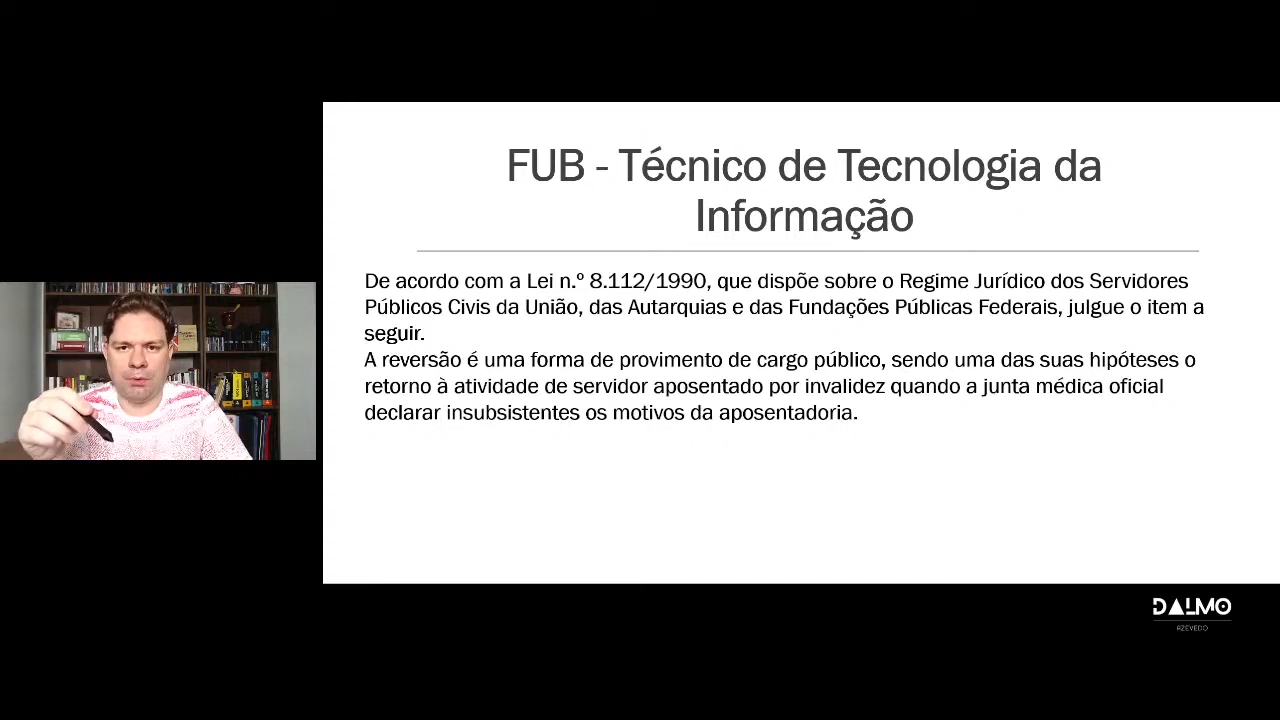 FUB - Técnico de Tecnologia da
Informação
De acordo com a Lei n.º 8.112/1990, que dispõe sobre o Regime Jurídico dos Servidores
Públicos Civis da União, das Autarquias e das Fundações Públicas Federais, julgue o item a
seguir.
A reversão é uma forma de provimento de cargo público, sendo uma das suas hipóteses o
retorno à atividade de servidor aposentado por invalidez quando a junta médica oficial
declarar insubsistentes os motivos da aposentadoria.
DALMO
AZEVEDO